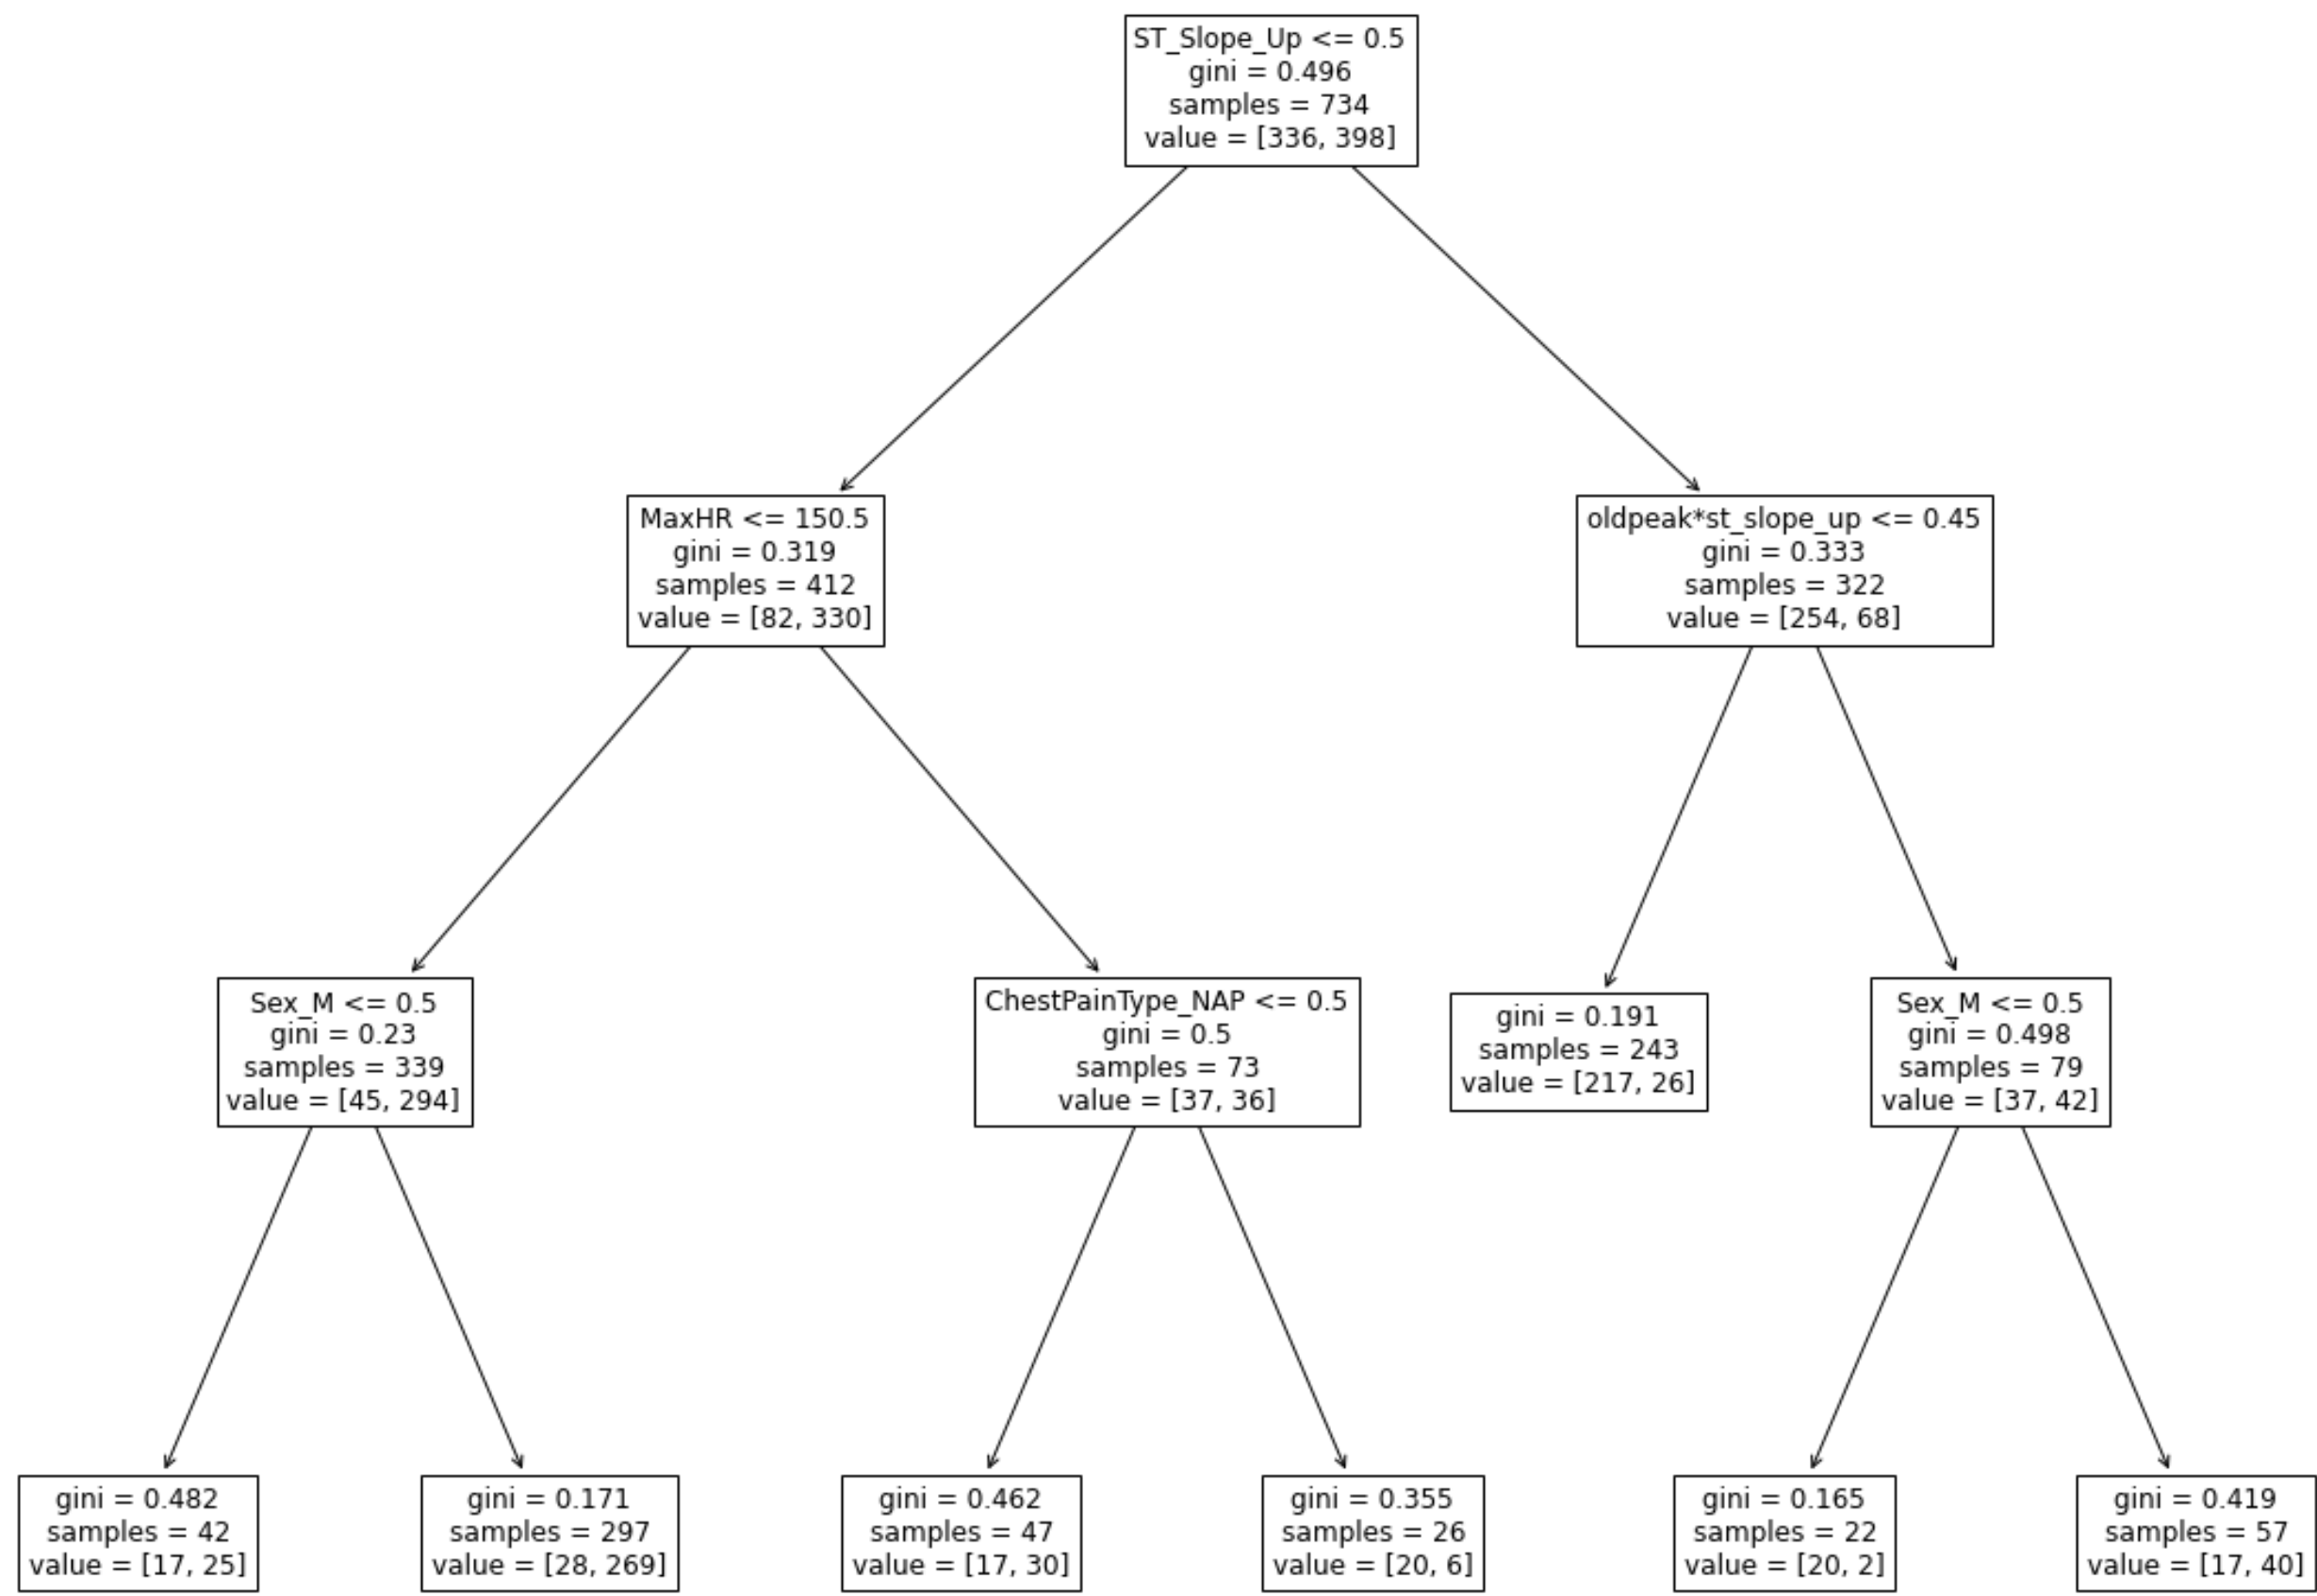 ST_Slope_Up <= 0.5
gini = 0.496
samples = 734
value = [336, 398]
MaxHR <= 150.5
gini = 0.319
samples = 412
value = [82, 330]
oldpeak*st_slope_up <= 0.45
gini = 0.333
samples = 322
value = [254, 68]
Sex_M <= 0.5
gini = 0.23
samples = 339
value = [45, 294]
ChestPainType_NAP <= 0.5
gini = 0.5
samples = 73
value = [37, 36]
gini = 0.191
samples = 243
value = [217, 26]
Sex_M <= 0.5
gini = 0.498
samples = 79
value = [37, 42]
gini = 0.482
samples = 42
value = [17, 25]
gini = 0.171
samples = 297
value = [28, 269]
gini = 0.462
samples = 47
value = [17, 30]
gini = 0.355
samples = 26
value = [20, 6]
gini = 0.165
samples = 22
value = [20, 2]
gini = 0.419
samples = 57
value = [17, 40]